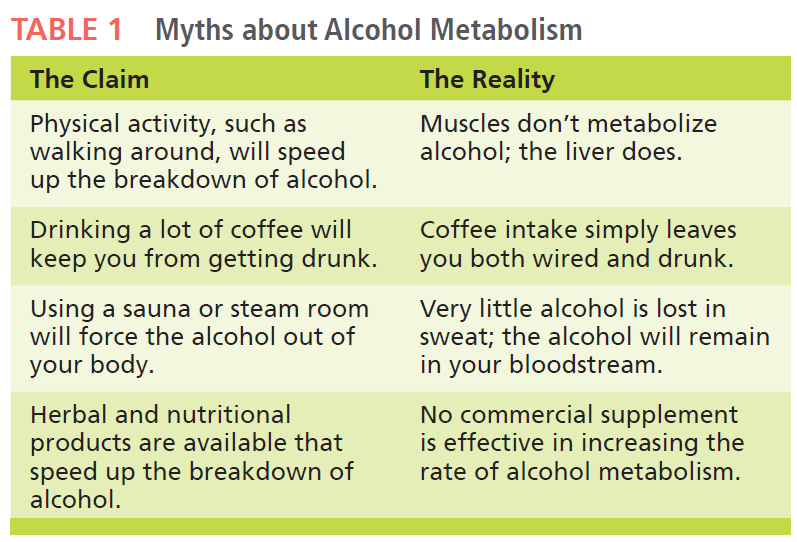 TABLE 1 Myths about Alcohol Metabolism
The Claim
The Reality
Physical activity, such as
walking around, will speed
up the breakdown of alcohol.
Muscles don’t metabolize
alcohol; the liver does.
Drinking a lot of coffee will
keep you from getting drunk.
Coffee intake simply leaves
you both wired and drunk.
Using a sauna or steam room
will force the alcohol out of
your body.
Very little alcohol is lost in
sweat; the alcohol will remain
in your bloodstream.
Herbal and nutritional
products are available that
speed up the breakdown of
alcohol.
No commercial supplement
is effective in increasing the
rate of alcohol metabolism.